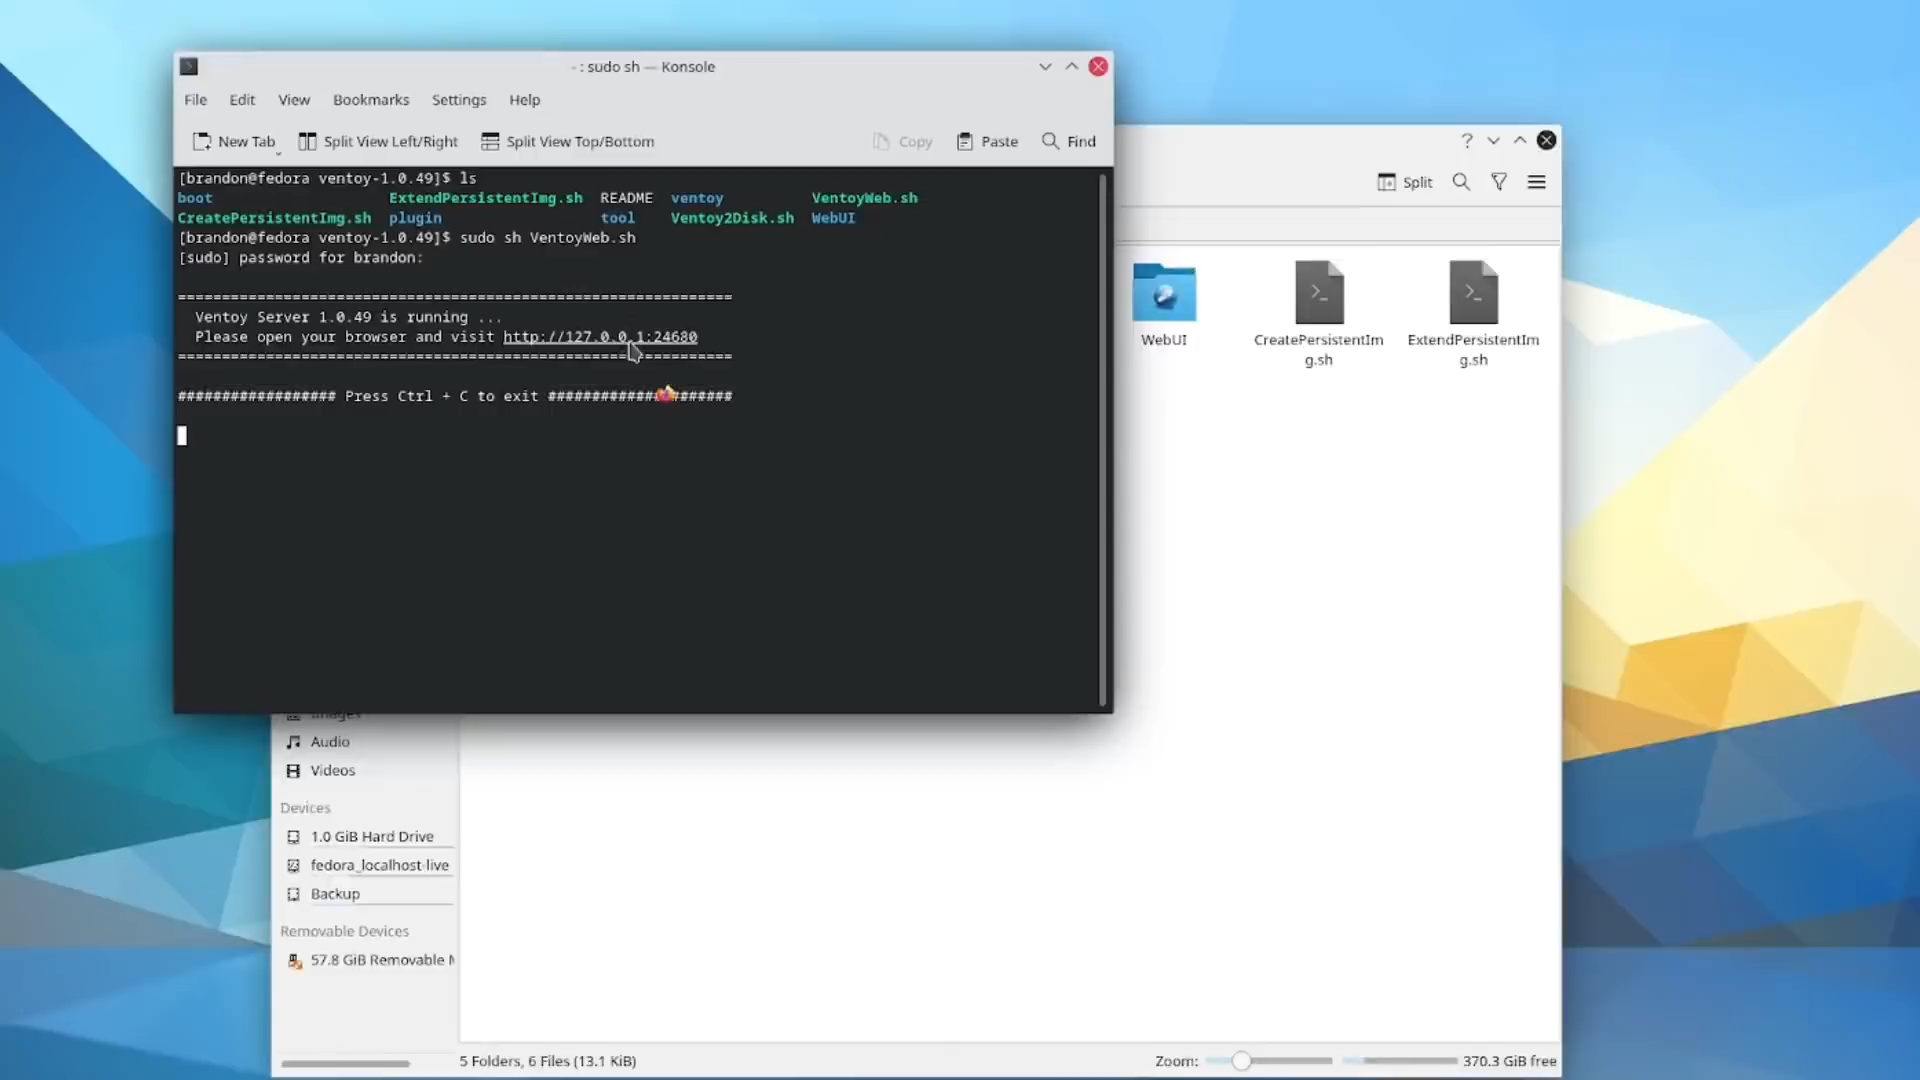 - : sudo sh — Konsole
File Edit View Bookmarks Settings Help
New Tab Split View Left/Right Split View Top/Bottom Copy Paste Find
[brandon@fedora ventoy-1.0.49]$ ls
boot ExtendPersistentImg.sh README ventoy VentoyWeb.sh
CreatePersistentImg.sh plugin tool Ventoy2Disk.sh WebUI
[brandon@fedora ventoy-1.0.49]$ sudo sh VentoyWeb.sh
[sudo] password for brandon:
===============================================================
Ventoy Server 1.0.49 is running ...
Please open your browser and visit http://127.0.0.1:24680
===============================================================
################## Press Ctrl + C to exit #####################
Split
WebUI
CreatePersistentIm
g.sh
ExtendPersistentIm
g.sh
Images
Audio
Videos
Devices
1.0 GiB Hard Drive
fedora_localhost-live
Backup
Removable Devices
57.8 GiB Removable
5 Folders, 6 Files (13.1 KiB)
Zoom:
370.3 GiB free